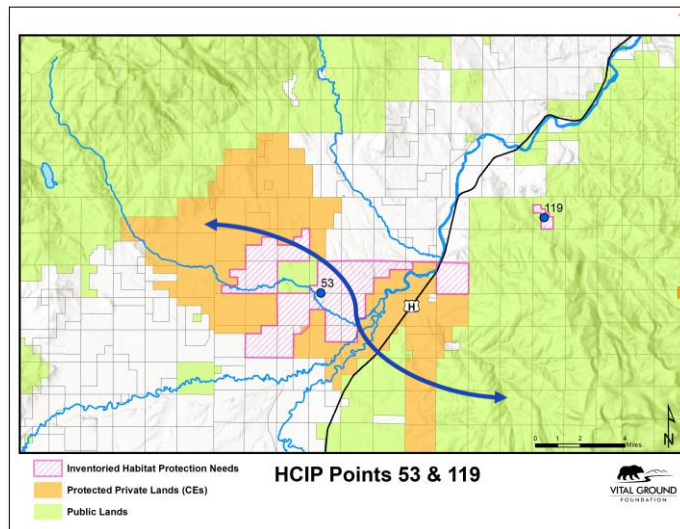 119
53
H
N
0 1 2 4
Miles
Inventoried Habitat Protection Needs
HCIP Points 53 & 119
Protected Private Lands (CEs)
Public Lands
VITAL GROUND
FOUNDATION